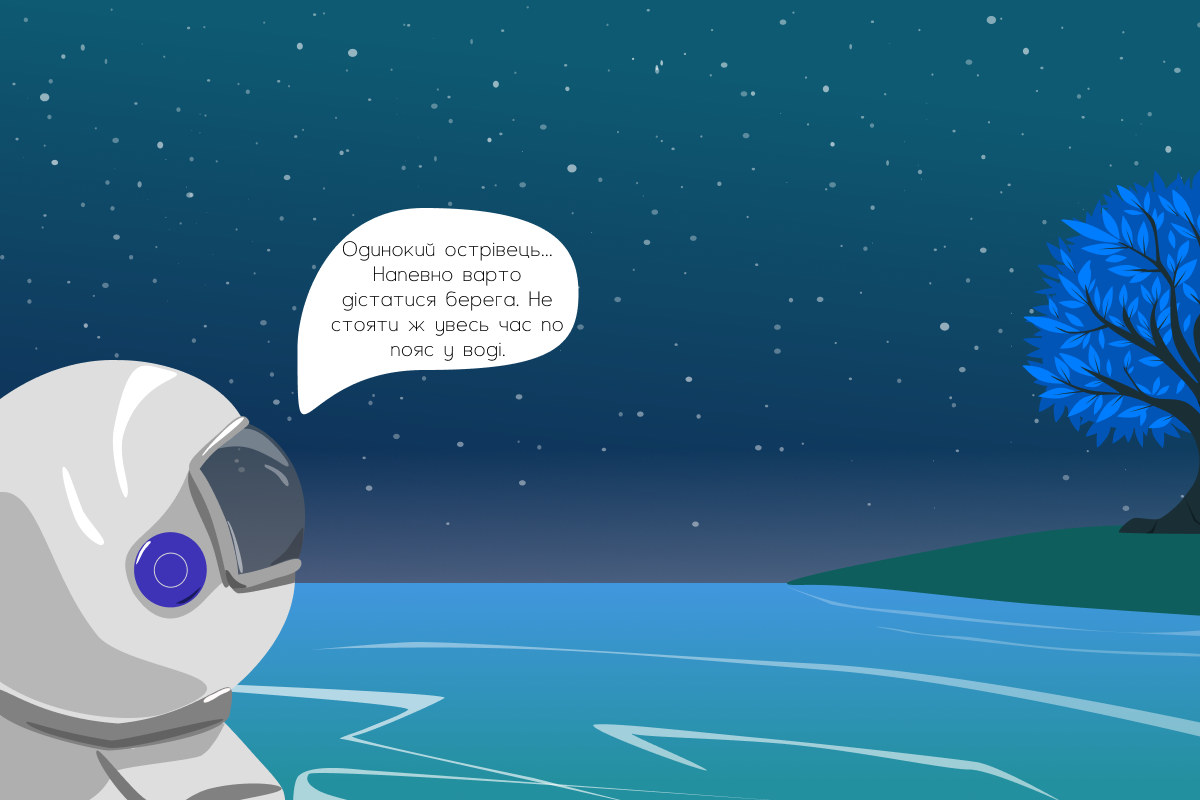 Одинокий острівець...
Напевно варто
дістатися берега. Не
стояти ж увесь час по
пояс у воді.